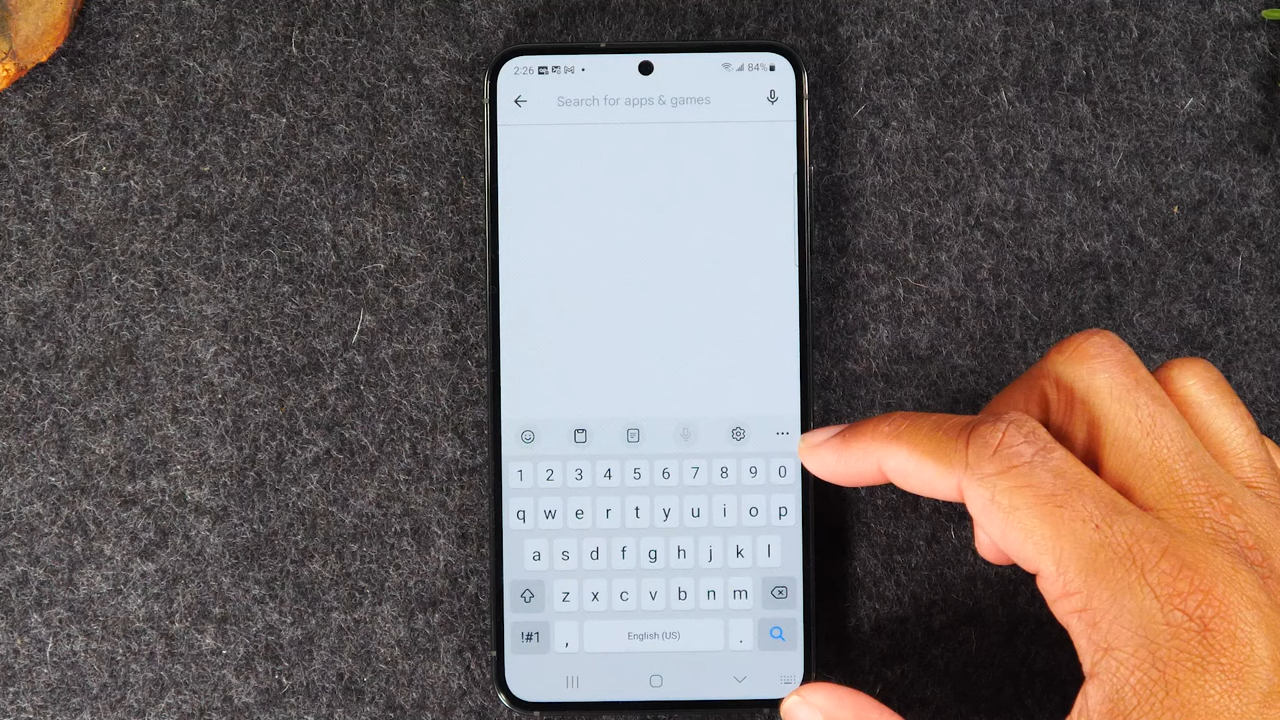 2:26 84%
Search for apps & games
1 2 3 4 5 6 7 8 9 0
q w e r t y u i o p
a s d f g h j k l
z x c v b n m
!#1 , English (US) .